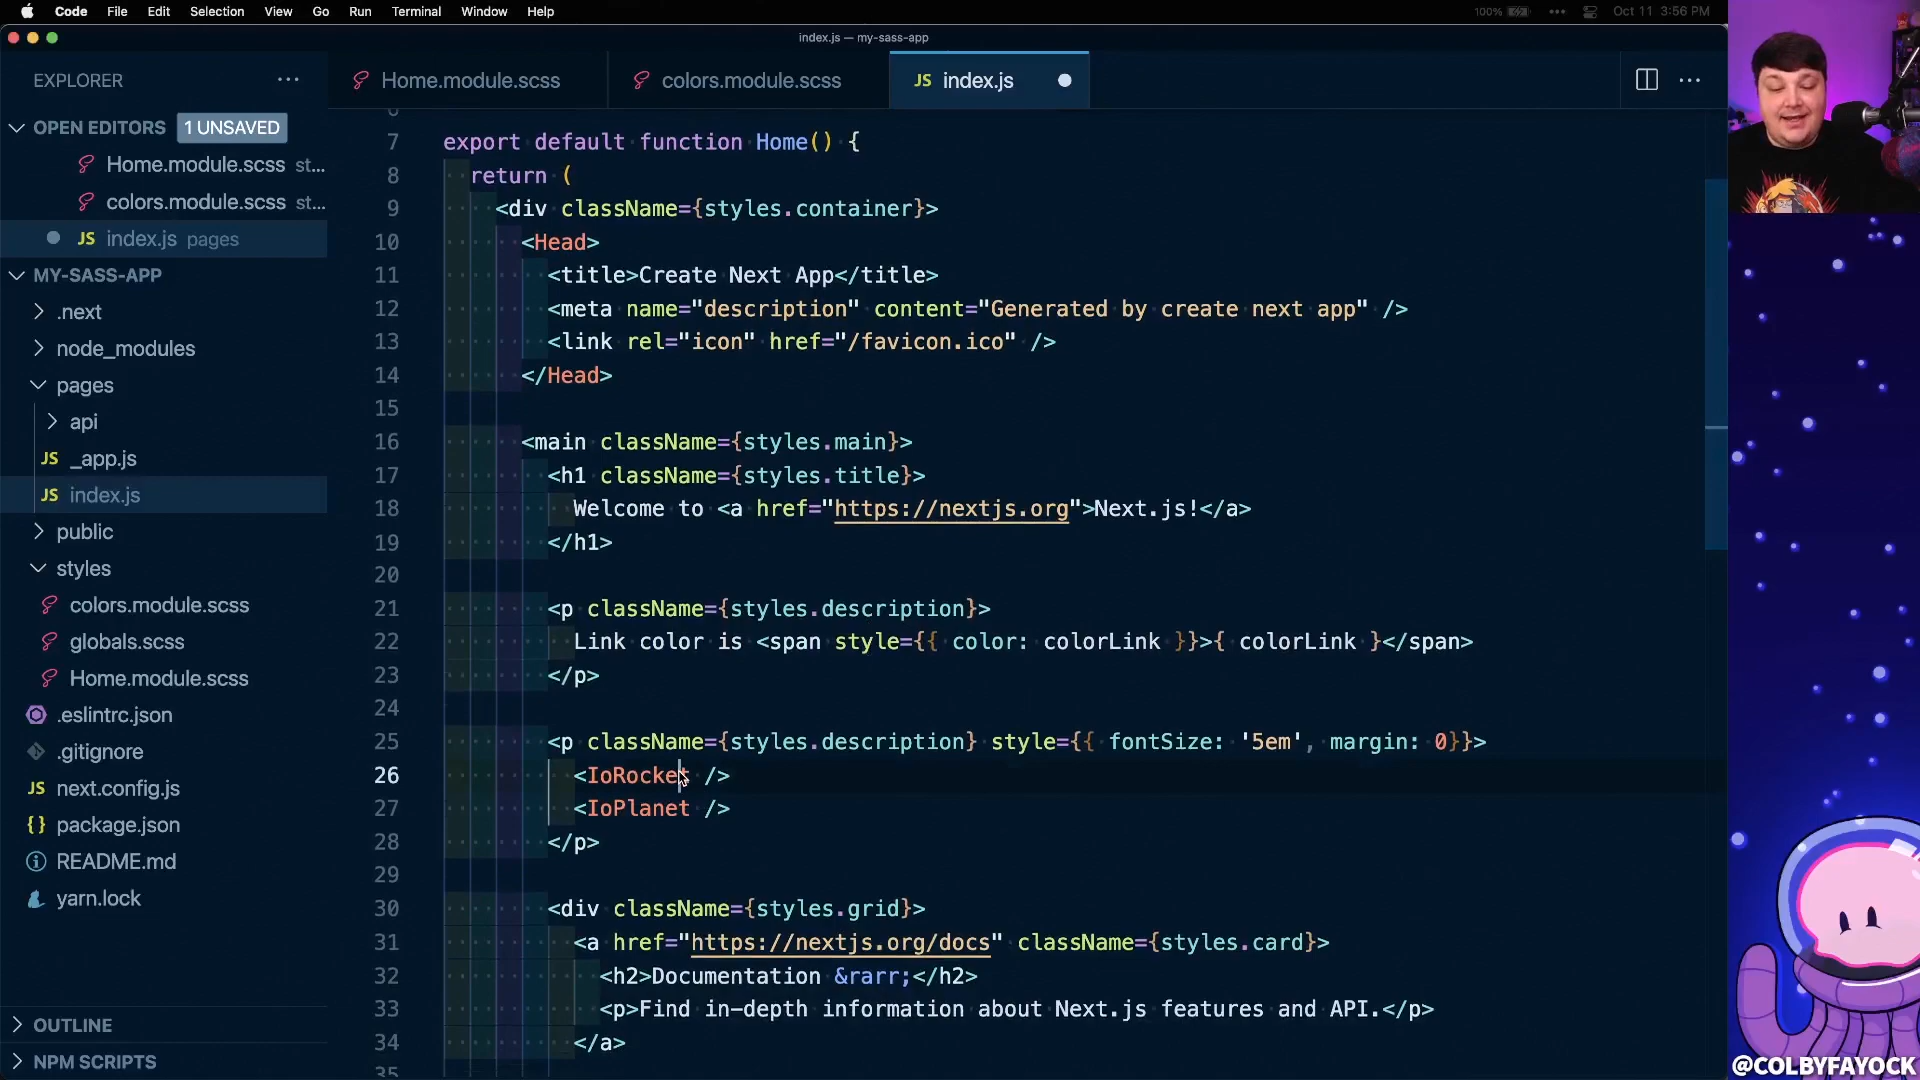 Code File Edit Selection View Go Run Terminal Window Help 100% Oct 11 3:56 PM
index.js — my-sass-app
EXPLORER
Home.module.scss
colors.module.scss
JS index.js
OPEN EDITORS 1 UNSAVED
Home.module.scss st...
colors.module.scss st...
JS index.js pages
MY-SASS-APP
.next
node_modules
pages
api
JS _app.js
JS index.js
public
styles
colors.module.scss
globals.scss
Home.module.scss
.eslintrc.json
.gitignore
JS next.config.js
{} package.json
README.md
yarn.lock
OUTLINE
NPM SCRIPTS
6
7 export default function Home() {
8 return (
9 <div className={styles.container}>
10 <Head>
11 <title>Create Next App</title>
12 <meta name="description" content="Generated by create next app" />
13 <link rel="icon" href="/favicon.ico" />
14 </Head>
15
16 <main className={styles.main}>
17 <h1 className={styles.title}>
18 Welcome to <a href="https://nextjs.org">Next.js!</a>
19 </h1>
20
21 <p className={styles.description}>
22 Link color is <span style={{ color: colorLink }}>{ colorLink }</span>
23 </p>
24
25 <p className={styles.description} style={{ fontSize: '5em', margin: 0}}>
26 <IoRocket />
27 <IoPlanet />
28 </p>
29
30 <div className={styles.grid}>
31 <a href="https://nextjs.org/docs" className={styles.card}>
32 <h2>Documentation &rarr;</h2>
33 <p>Find in-depth information about Next.js features and API.</p>
34 </a>
35
@COLBYFAYOCK